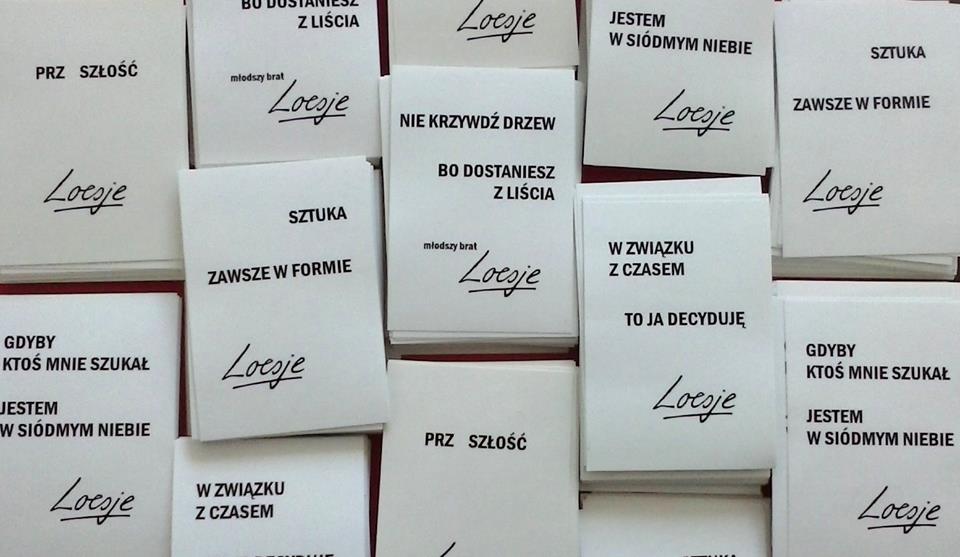 PRZ SZŁOŚĆ
Loesje
BO DOSTANIESZ
Z LIŚCIA
młodszy brat
Loesje
Loesje
JESTEM
W SIÓDMYM NIEBIE
Loesje
SZTUKA
ZAWSZE W FORMIE
Loesje
SZTUKA
ZAWSZE W FORMIE
Loesje
NIE KRZYWDŹ DRZEW
BO DOSTANIESZ
Z LIŚCIA
młodszy brat
Loesje
W ZWIĄZKU
Z CZASEM
TO JA DECYDUJĘ
Loesje
GDYBY
KTOŚ MNIE SZUKAŁ
JESTEM
W SIÓDMYM NIEBIE
Loesje
W ZWIĄZKU
Z CZASEM
PRZ SZŁOŚĆ
GDYBY
KTOŚ MNIE SZUKAŁ
JESTEM
W SIÓDMYM NIEBIE
Loesje